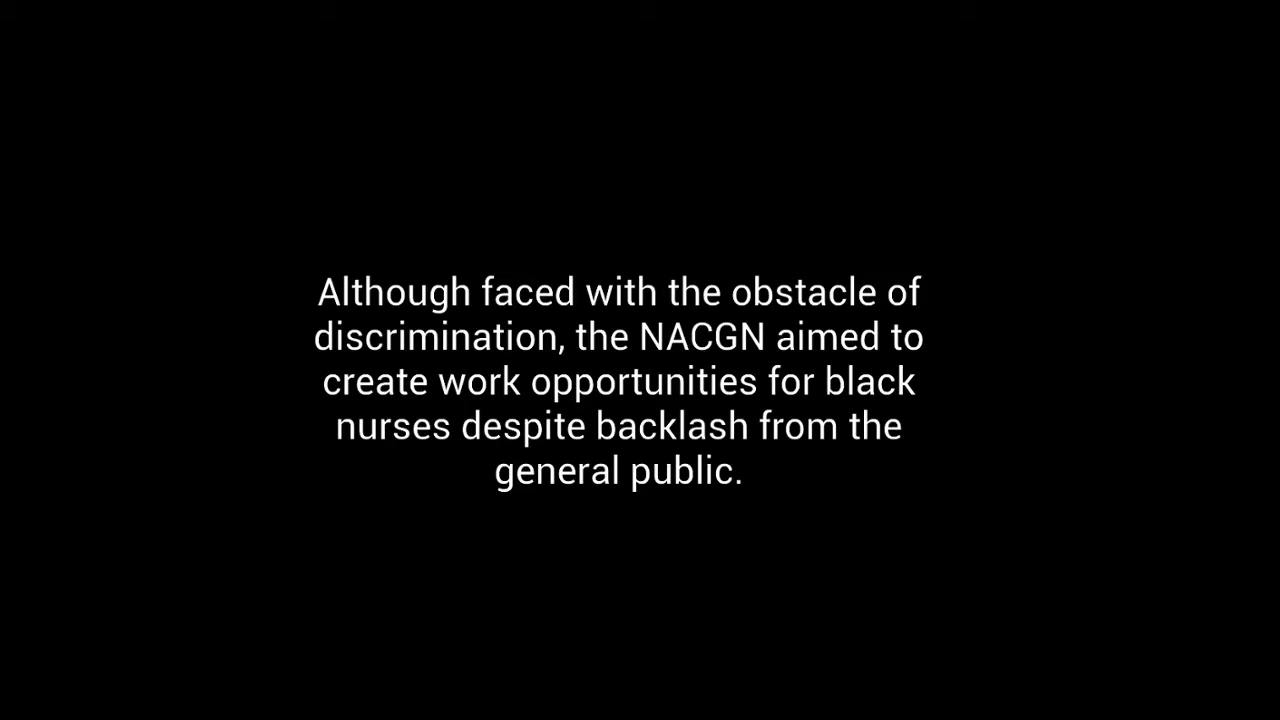 Although faced with the obstacle of
discrimination, the NACGN aimed to
create work opportunities for black
nurses despite backlash from the
general public.